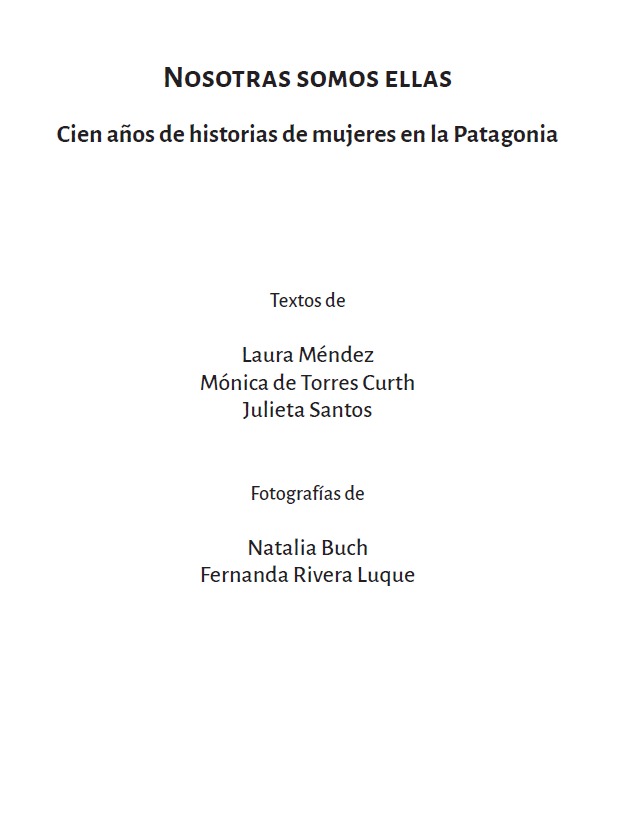 Nosotras somos ellas
Cien años de historias de mujeres en la Patagonia
Textos de
Laura Méndez
Mónica de Torres Curth
Julieta Santos
Fotografías de
Natalia Buch
Fernanda Rivera Luque